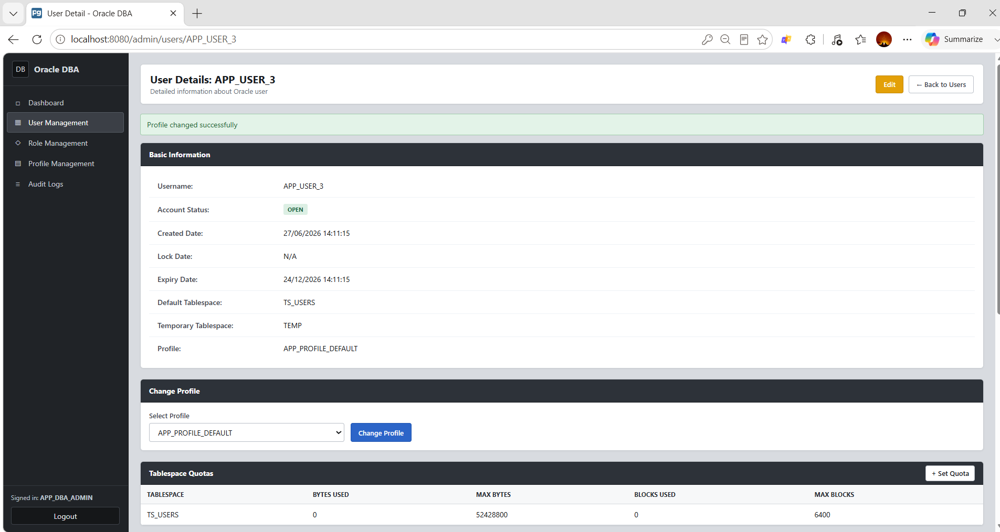 User Detail - Oracle DBA
localhost:8080/admin/users/APP_USER_3
Summarize
DB Oracle DBA
Dashboard
User Management
Role Management
Profile Management
Audit Logs
Signed in: APP_DBA_ADMIN
Logout
User Details: APP_USER_3
Detailed information about Oracle user
Edit
← Back to Users
Profile changed successfully
Basic Information
Username: APP_USER_3
Account Status: OPEN
Created Date: 27/06/2026 14:11:15
Lock Date: N/A
Expiry Date: 24/12/2026 14:11:15
Default Tablespace: TS_USERS
Temporary Tablespace: TEMP
Profile: APP_PROFILE_DEFAULT
Change Profile
Select Profile
APP_PROFILE_DEFAULT
Change Profile
Tablespace Quotas
+ Set Quota
TABLESPACE BYTES USED MAX BYTES BLOCKS USED MAX BLOCKS
TS_USERS 0 52428800 0 6400